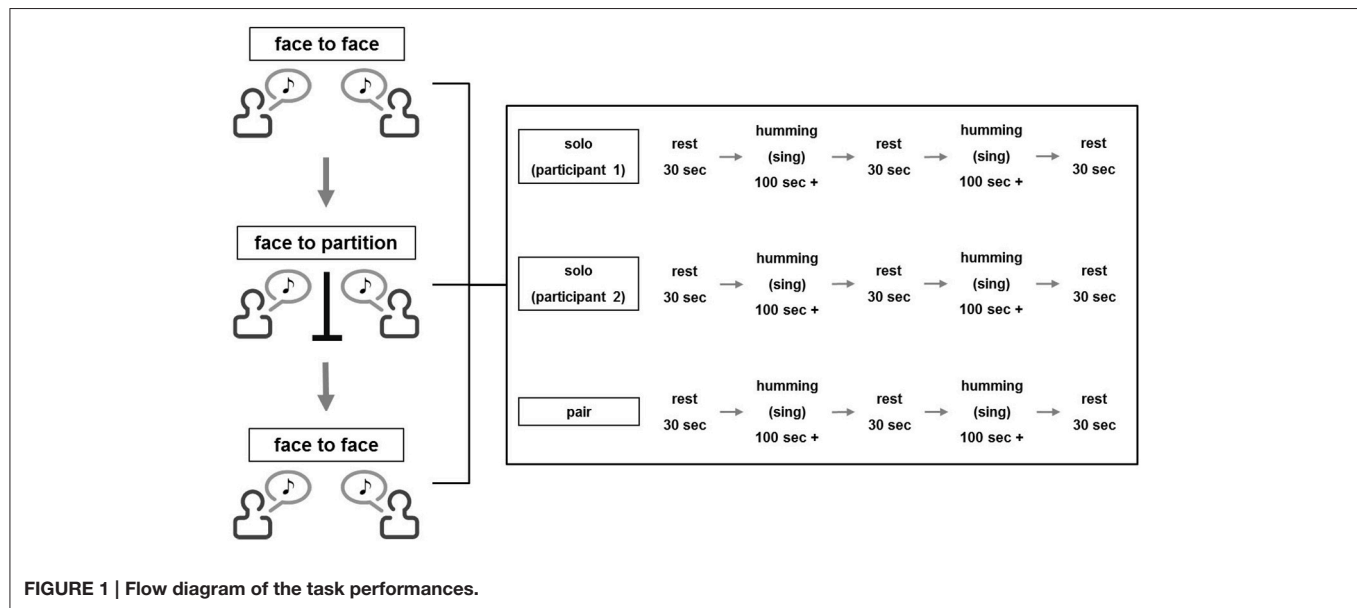 face to face
♪ ♪
face to partition
♪ ♪
face to face
♪ ♪
solo
(participant 1)
rest
30 sec
humming
(sing)
100 sec +
rest
30 sec
humming
(sing)
100 sec +
rest
30 sec
solo
(participant 2)
rest
30 sec
humming
(sing)
100 sec +
rest
30 sec
humming
(sing)
100 sec +
rest
30 sec
pair
rest
30 sec
humming
(sing)
100 sec +
rest
30 sec
humming
(sing)
100 sec +
rest
30 sec
FIGURE 1 | Flow diagram of the task performances.